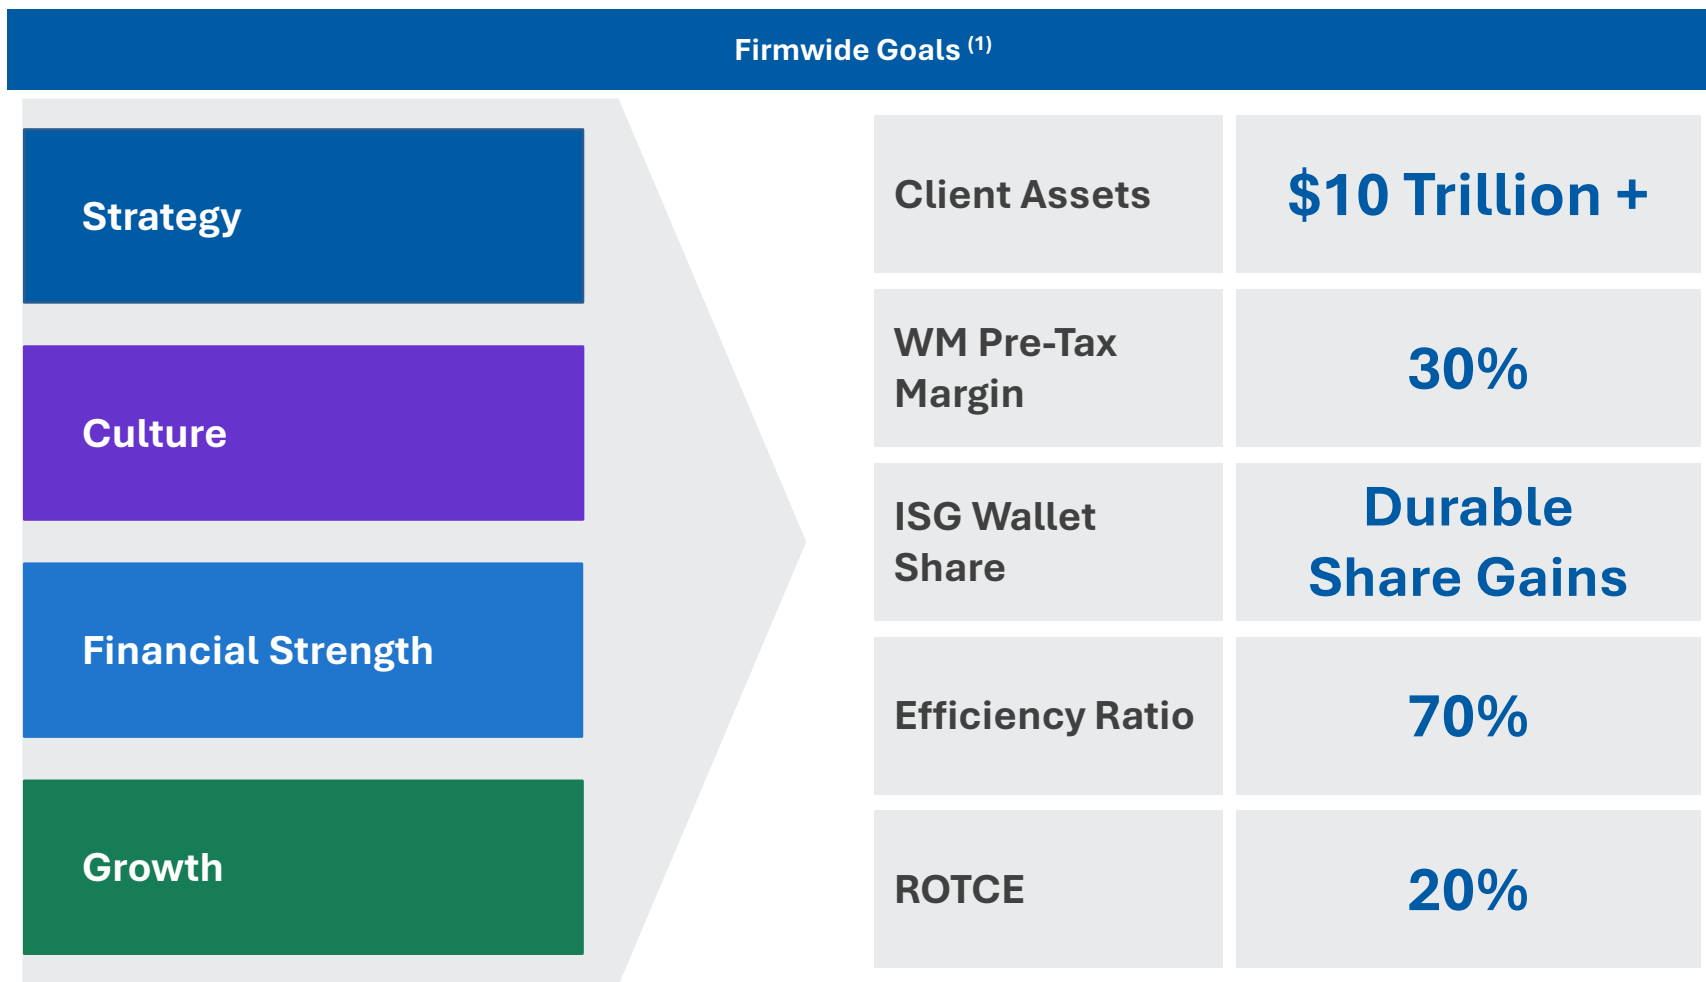 Firmwide Goals (1)
Strategy
Culture
Financial Strength
Growth
Client Assets
$10 Trillion +
WM Pre-Tax
Margin
30%
ISG Wallet
Share
Durable
Share Gains
Efficiency Ratio
70%
ROTCE
20%